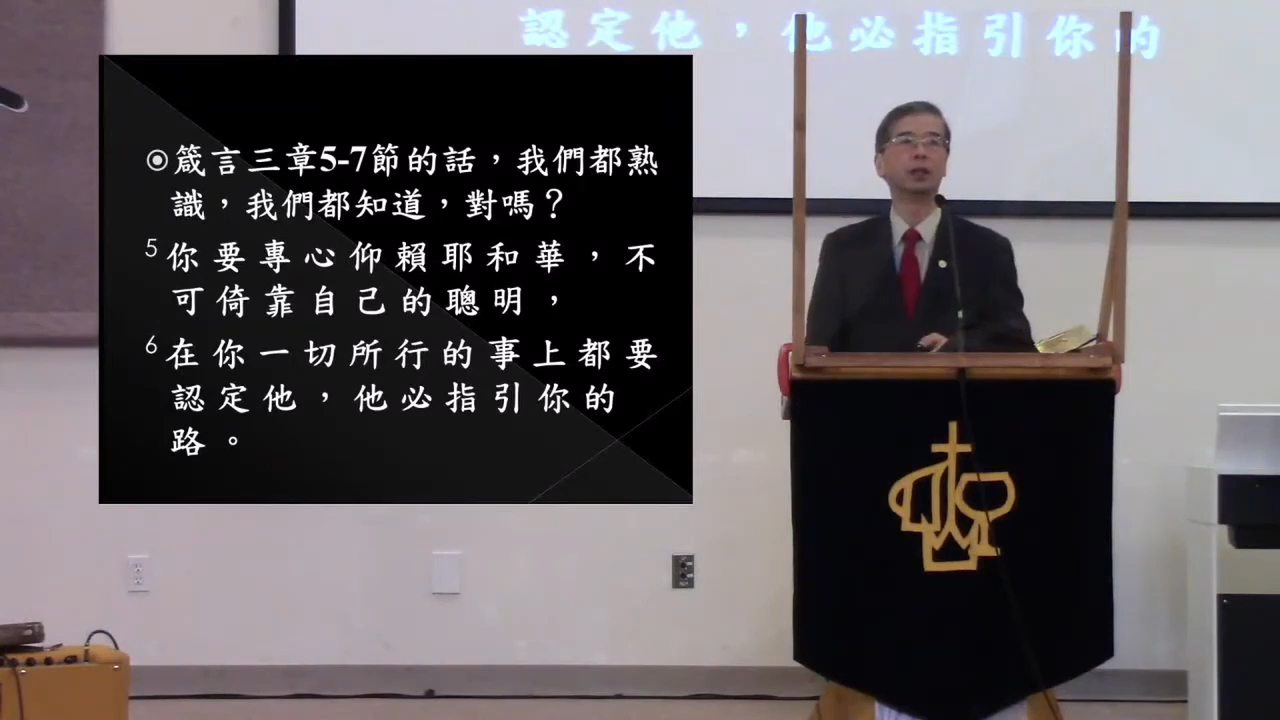 認定他，他必指引你的
箴言三章5-7節的話，我們都熟
識，我們都知道，對嗎？
5你要專心仰賴耶和華，不
可倚靠自己的聰明，
6在你一切所行的事上都要
認定他，他必指引你的
路。